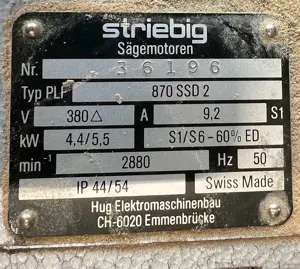 striebig
Sägemotoren
Nr. 36196
Typ PLF 870 SSD 2
V 380△ A 9,2 S1
kW 4,4/5,5 S1/S6-60% ED
min⁻¹ 2880 Hz 50
IP 44/54 Swiss Made
Hug Elektromaschinenbau
CH-6020 Emmenbrücke